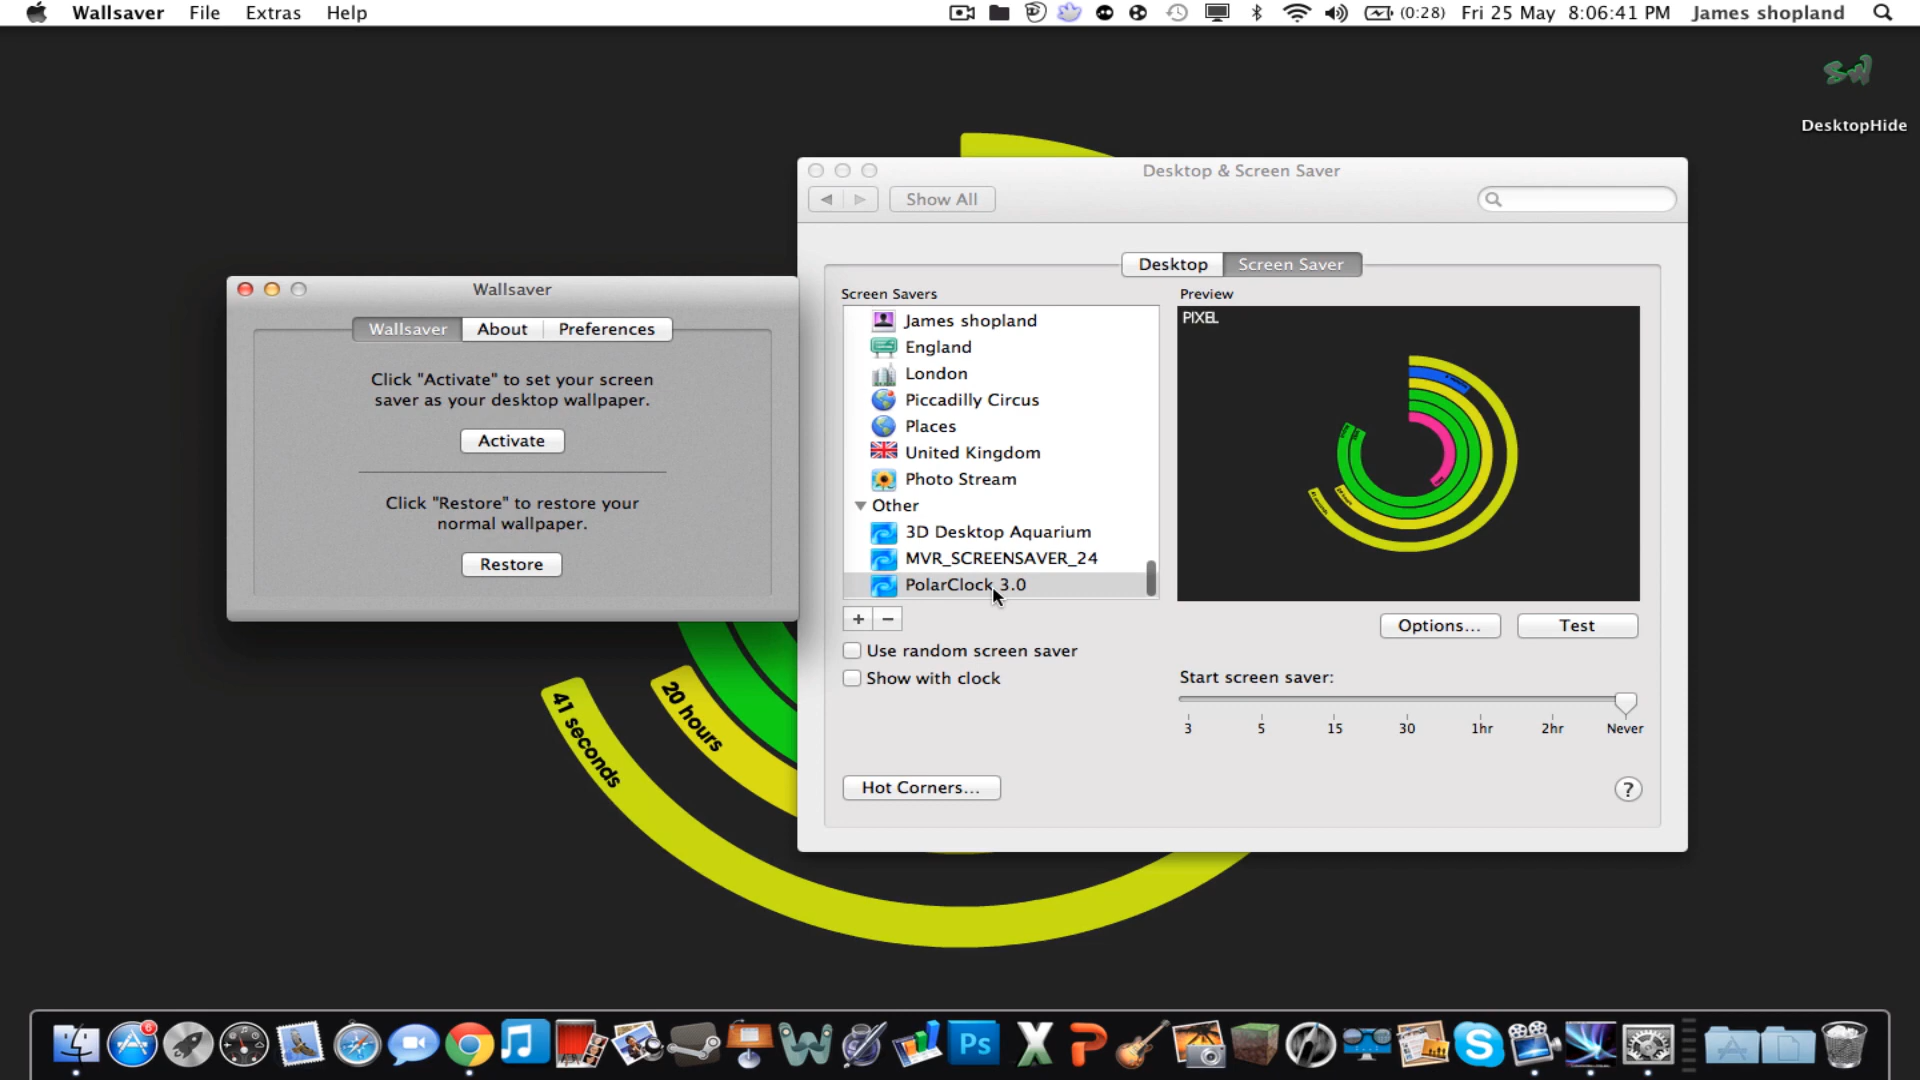 Wallsaver File Extras Help
(0:28) Fri 25 May 8:06:41 PM James shopland
DesktopHide
Desktop & Screen Saver
Show All
Desktop Screen Saver
Wallsaver
Wallsaver About Preferences
Click "Activate" to set your screen
saver as your desktop wallpaper.
Activate
Click "Restore" to restore your
normal wallpaper.
Restore
Screen Savers
James shopland
England
London
Piccadilly Circus
Places
United Kingdom
Photo Stream
Other
3D Desktop Aquarium
MVR_SCREENSAVER_24
PolarClock 3.0
+ −
Use random screen saver
Show with clock
Hot Corners...
Preview
PIXEL
Options... Test
Start screen saver:
3 5 15 30 1hr 2hr Never
?
41 seconds
20 hours
6
Ps